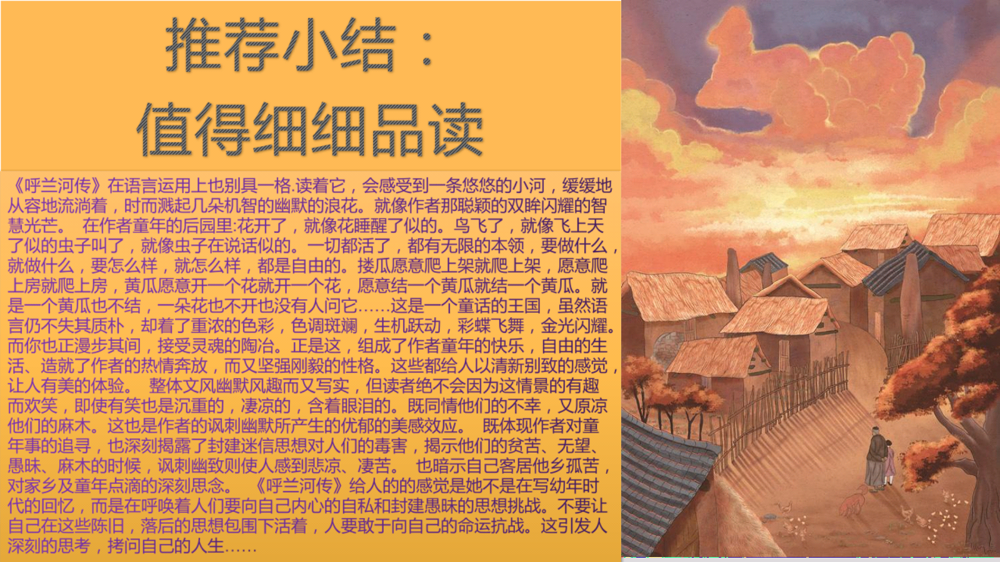 推荐小结：
值得细细品读
《呼兰河传》在语言运用上也别具一格.读着它，会感受到一条悠悠的小河，缓缓地
从容地流淌着，时而溅起几朵机智的幽默的浪花。就像作者那聪颖的双眸闪耀的智
慧光芒。 在作者童年的后园里:花开了，就像花睡醒了似的。鸟飞了，就像飞上天
了似的虫子叫了，就像虫子在说话似的。一切都活了，都有无限的本领，要做什么，
就做什么，要怎么样，就怎么样，都是自由的。搂瓜愿意爬上架就爬上架，愿意爬
上房就爬上房，黄瓜愿意开一个花就开一个花，愿意结一个黄瓜就结一个黄瓜。就
是一个黄瓜也不结，一朵花也不开也没有人问它……这是一个童话的王国，虽然语
言仍不失其质朴，却着了重浓的色彩，色调斑斓，生机跃动，彩蝶飞舞，金光闪耀。
而你也正漫步其间，接受灵魂的陶冶。正是这，组成了作者童年的快乐，自由的生
活、造就了作者的热情奔放，而又坚强刚毅的性格。这些都给人以清新别致的感觉，
让人有美的体验。 整体文风幽默风趣而又写实，但读者绝不会因为这情景的有趣
而欢笑，即使有笑也是沉重的，凄凉的，含着眼泪的。既同情他们的不幸，又原凉
他们的麻木。这也是作者的讽刺幽默所产生的优郁的美感效应。 既体现作者对童
年事的追寻，也深刻揭露了封建迷信思想对人们的毒害，揭示他们的贫苦、无望、
愚昧、麻木的时候，讽刺幽致则使人感到悲凉、凄苦。 也暗示自己客居他乡孤苦，
对家乡及童年点滴的深刻思念。 《呼兰河传》给人的的感觉是她不是在写幼年时
代的回忆，而是在呼唤着人们要向自己内心的自私和封建愚昧的思想挑战。不要让
自己在这些陈旧，落后的思想包围下活着，人要敢于向自己的命运抗战。这引发人
深刻的思考，拷问自己的人生……